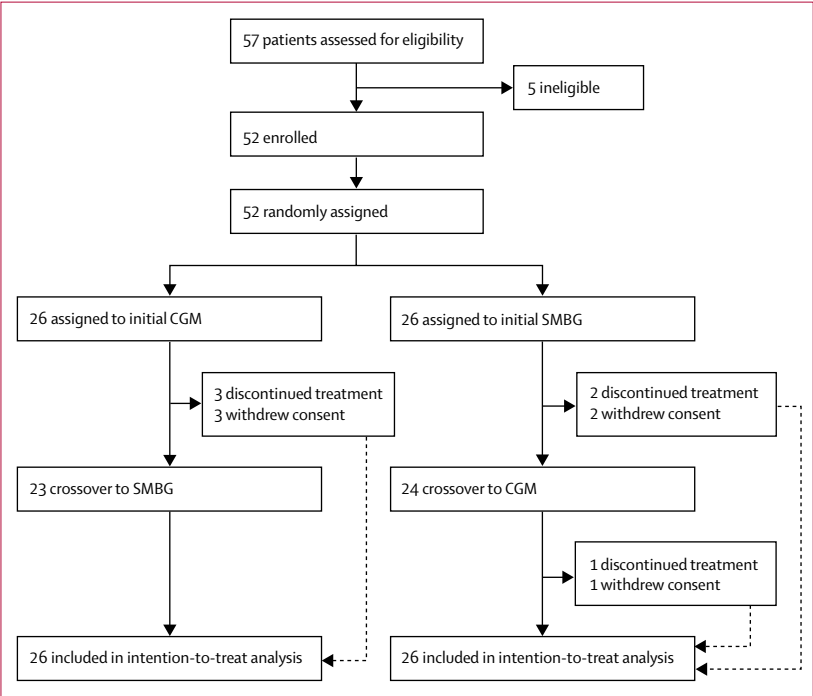 57 patients assessed for eligibility
5 ineligible
52 enrolled
52 randomly assigned
26 assigned to initial CGM
26 assigned to initial SMBG
3 discontinued treatment
3 withdrew consent
2 discontinued treatment
2 withdrew consent
23 crossover to SMBG
24 crossover to CGM
1 discontinued treatment
1 withdrew consent
26 included in intention-to-treat analysis
26 included in intention-to-treat analysis